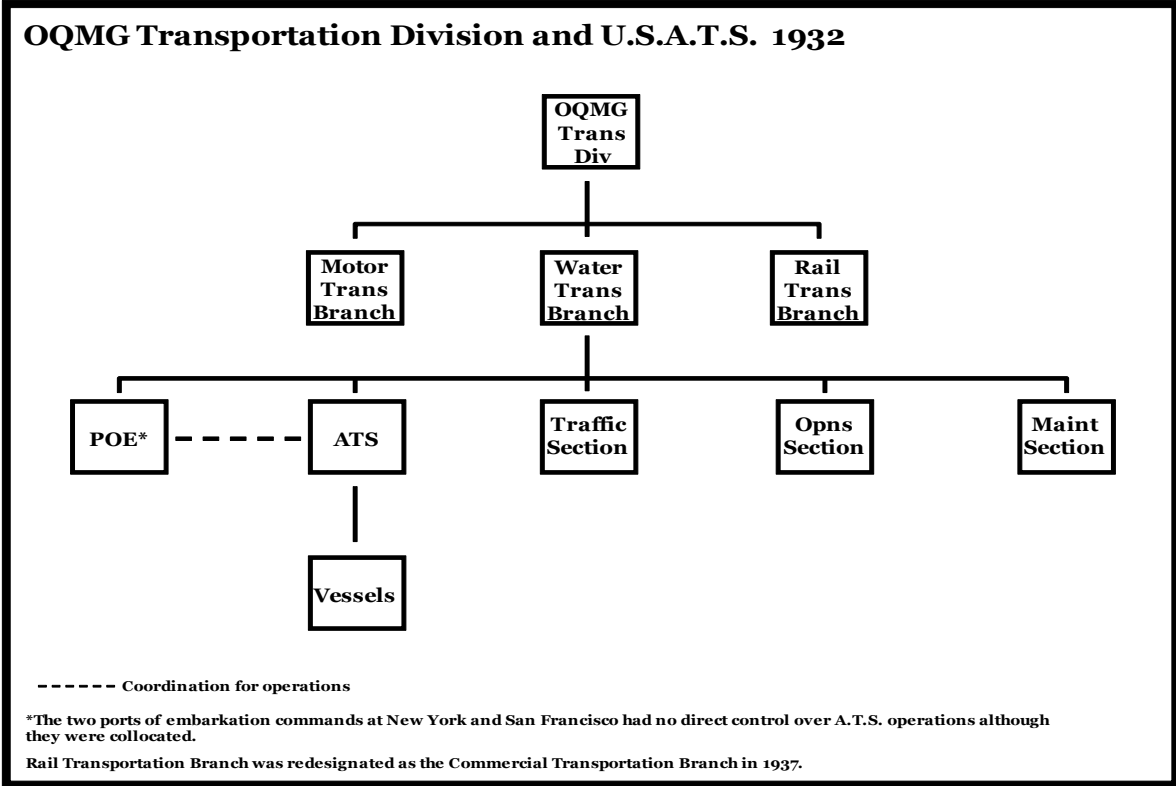 OQMG Transportation Division and U.S.A.T.S. 1932
OQMG
Trans
Div
Motor
Trans
Branch
Water
Trans
Branch
Rail
Trans
Branch
POE*
ATS
Traffic
Section
Opns
Section
Maint
Section
Vessels
Coordination for operations
*The two ports of embarkation commands at New York and San Francisco had no direct control over A.T.S. operations although
they were collocated.
Rail Transportation Branch was redesignated as the Commercial Transportation Branch in 1937.